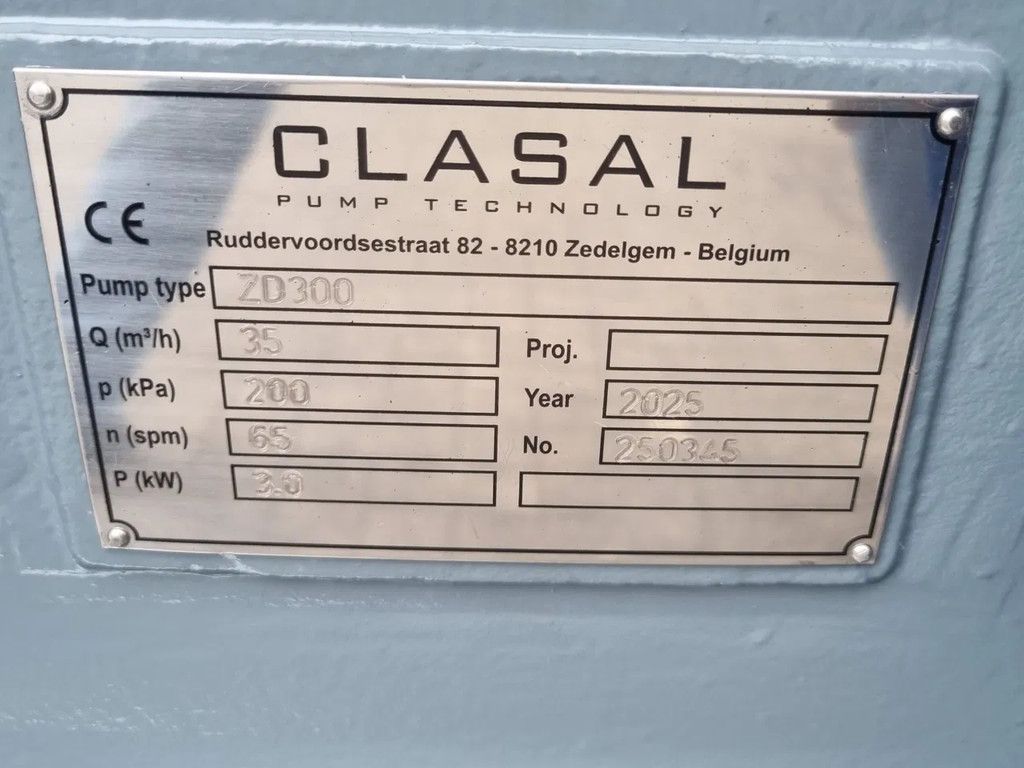 CLASAL
PUMP TECHNOLOGY
CE
Ruddervoordsestraat 82 - 8210 Zedelgem - Belgium
Pump type ZD300
Q (m³/h) 35 Proj.
p (kPa) 200 Year 2025
n (spm) 65 No. 250345
P (kW) 3.0